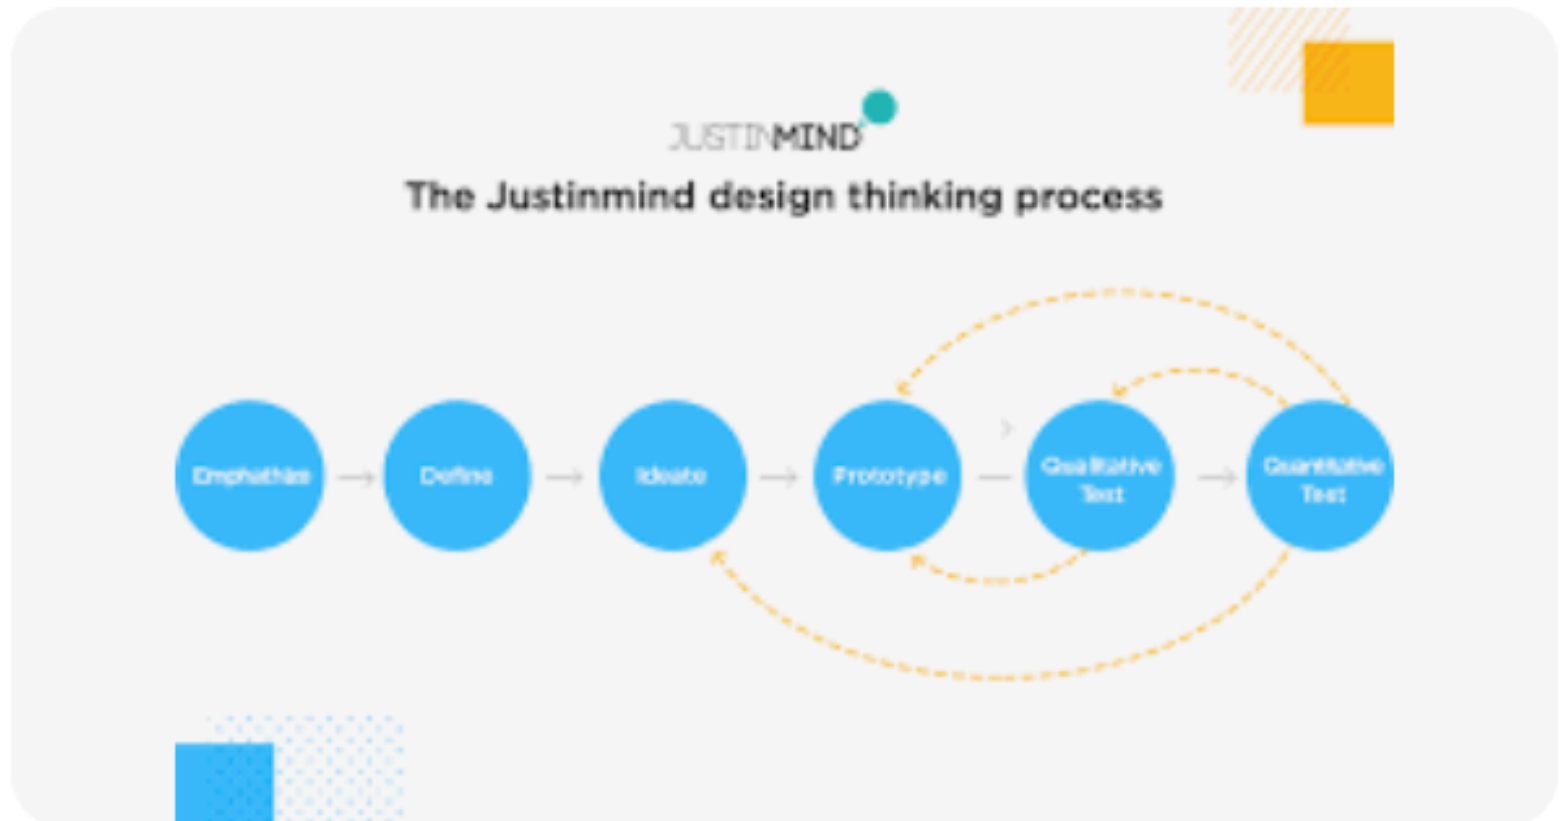 JUSTINMIND
The Justinmind design thinking process
Emphathize
Define
Ideate
Prototype
Qualitative
Test
Quantitative
Test